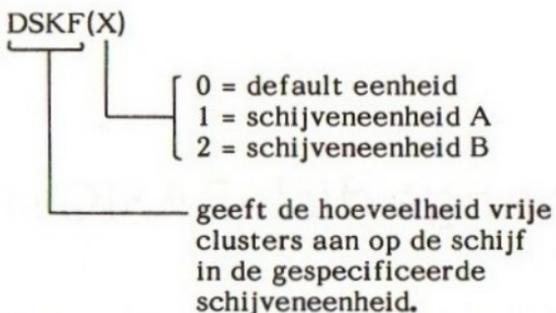 DSKF(X)
0 = default eenheid
1 = schijveneenheid A
2 = schijveneenheid B
geeft de hoeveelheid vrije
clusters aan op de schijf
in de gespecificeerde
schijveneenheid.